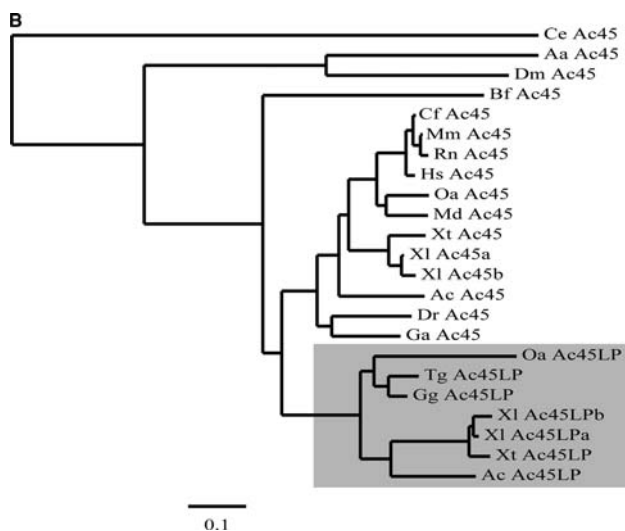 B
Ce Ac45
Aa Ac45
Dm Ac45
Bf Ac45
Cf Ac45
Mm Ac45
Rn Ac45
Hs Ac45
Oa Ac45
Md Ac45
Xt Ac45
Xl Ac45a
Xl Ac45b
Ac Ac45
Dr Ac45
Ga Ac45
Oa Ac45LP
Tg Ac45LP
Gg Ac45LP
Xl Ac45LPb
Xl Ac45LPa
Xt Ac45LP
Ac Ac45LP
0.1